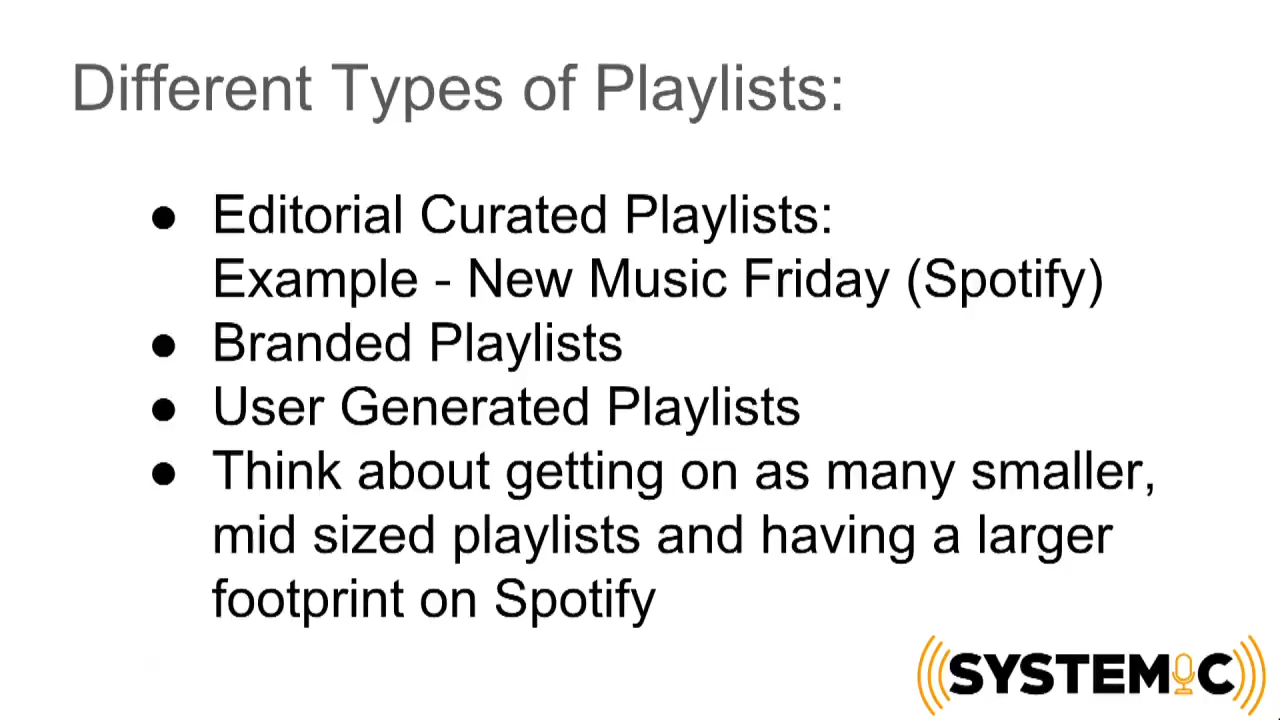 Different Types of Playlists:
● Editorial Curated Playlists:
Example - New Music Friday (Spotify)
● Branded Playlists
● User Generated Playlists
● Think about getting on as many smaller,
mid sized playlists and having a larger
footprint on Spotify
SYSTEMIC